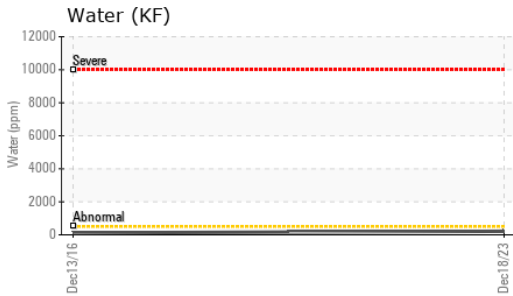 Water (KF)
12000
Severe
10000
8000
6000
4000
2000
Abnormal
0
Water (ppm)
Dec13/16
Dec18/23